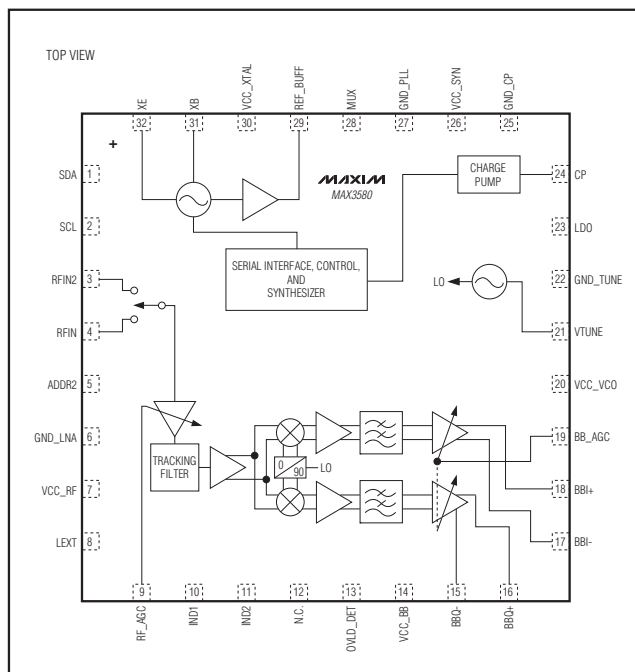 TOP VIEW
XE
XB
VCC_XTAL
REF_BUFF
MUX
GND_PLL
VCC_SYN
GND_CP
32
31
30
29
28
27
26
25
+
SDA
1
SCL
2
RFIN2
3
RFIN
4
ADDR2
5
GND_LNA
6
VCC_RF
7
LEXT
8
MAXIM
MAX3580
CHARGE
PUMP
SERIAL INTERFACE, CONTROL,
AND
SYNTHESIZER
LO
TRACKING
FILTER
0
90
LO
24
CP
23
LDO
22
GND_TUNE
21
VTUNE
20
VCC_VCO
19
BB_AGC
18
BBI+
17
BBI-
9
10
11
12
13
14
15
16
RF_AGC
IND1
IND2
N.C.
OVLD_DET
VCC_BB
BBQ-
BBQ+